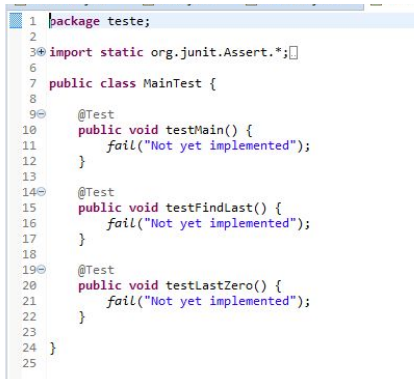 1 package teste;
2
3 import static org.junit.Assert.*;
6
7 public class MainTest {
8
9     @Test
10     public void testMain() {
11         fail("Not yet implemented");
12     }
13
14     @Test
15     public void testFindLast() {
16         fail("Not yet implemented");
17     }
18
19     @Test
20     public void testLastZero() {
21         fail("Not yet implemented");
22     }
23
24 }
25